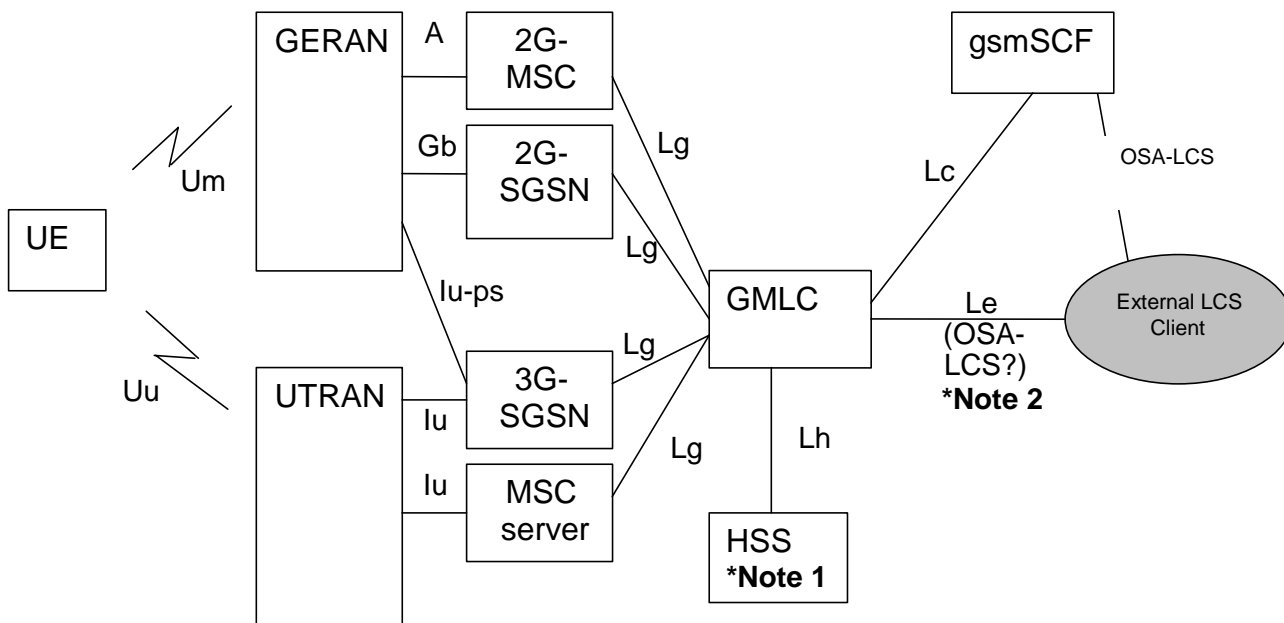 GERAN
A
2G-
MSC
gsmSCF
Gb
2G-
SGSN
Lg
Lc
OSA-LCS
Um
UE
Lg
Iu-ps
GMLC
Le
(OSA-
LCS?)
*Note 2
External LCS
Client
Uu
UTRAN
Iu
3G-
SGSN
Lg
Iu
MSC
server
Lg
Lh
HSS
*Note 1